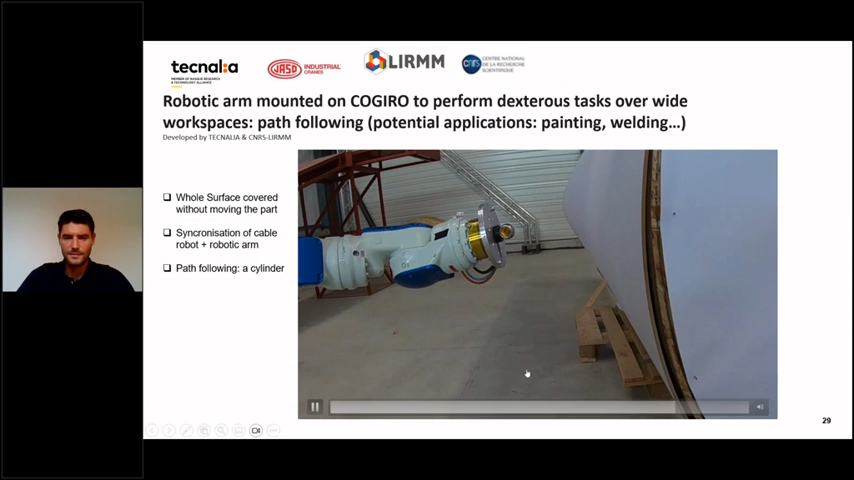 tecnal:a
MEMBER OF BASQUE RESEARCH
& TECHNOLOGY ALLIANCE
JASO INDUSTRIAL
CRANES
LIRMM
cnrs
CENTRE NATIONAL
DE LA RECHERCHE
SCIENTIFIQUE
Robotic arm mounted on COGIRO to perform dexterous tasks over wide
workspaces: path following (potential applications: painting, welding…)
Developed by TECNALIA & CNRS-LIRMM
Whole Surface covered
without moving the part
Syncronisation of cable
robot + robotic arm
Path following: a cylinder
29